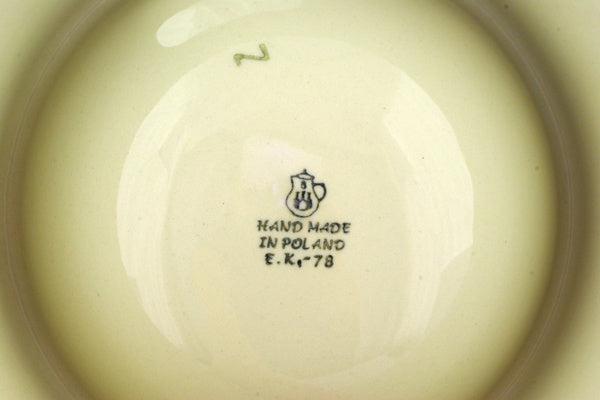 N
HAND MADE
IN POLAND
E.K,-78